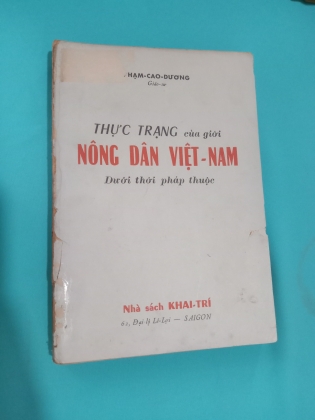 HẠM-CAO-DƯƠNG
Giáo-sư
THỰC TRẠNG của giới
NÔNG DÂN VIỆT-NAM
Dưới thời pháp thuộc
Nhà sách KHAI-TRÍ
62, Đại lộ Lê-Lợi — SAIGON